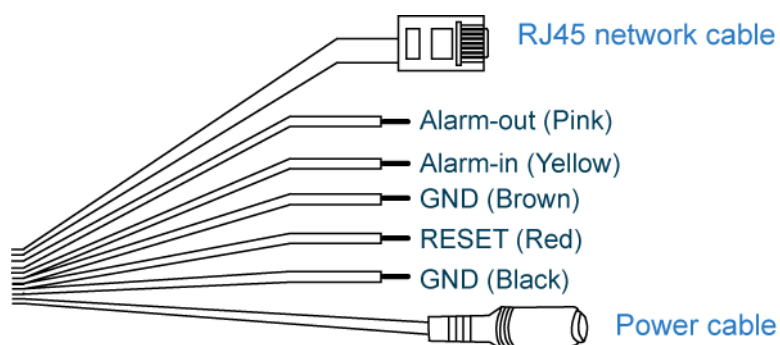 RJ45 network cable
Alarm-out (Pink)
Alarm-in (Yellow)
GND (Brown)
RESET (Red)
GND (Black)
Power cable